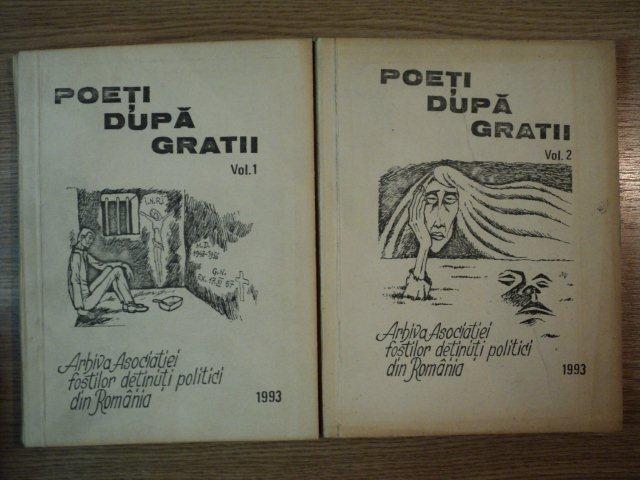 POEȚI
DUPĂ
GRATII
Vol. 1
I.N.R.I.
G.N.
Arhiva Asociației
foștilor deținuți politici
din România
1993
POEȚI
DUPĂ
GRATII
Vol. 2
Arhiva Asociației
foștilor deținuți politici
din România
1993